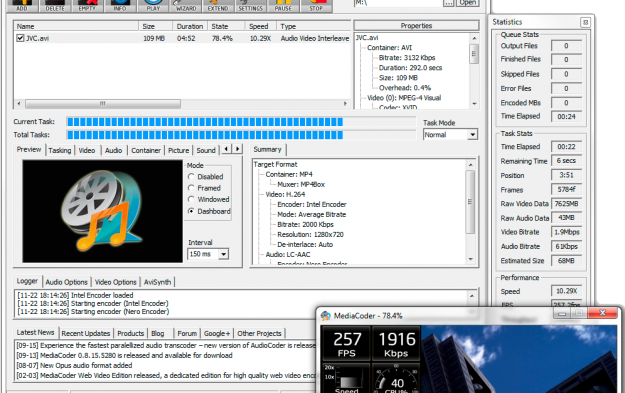 ADD DELETE EMPTY INFO PLAY WIZARD EXTEND SETTINGS PAUSE STOP
M:\ ... Open
Name Size Duration State Speed Type
JVC.avi 109 MB 04:52 78.4% 10.29X Audio Video Interleave
Properties
JVC.avi
Container: AVI
Bitrate: 3132 Kbps
Duration: 292.0 secs
Size: 109 MB
Overhead: 0.4%
Video (0): MPEG-4 Visual
Codec: XVID
Current Task:
Total Tasks:
Task Mode
Normal
Preview Tasking Video Audio Container Picture Sound
Mode
Disabled
Framed
Windowed
Dashboard
Interval
150 ms
Summary
Target Format
Container: MP4
Muxer: MP4Box
Video: H.264
Encoder: Intel Encoder
Mode: Average Bitrate
Bitrate: 2000 Kbps
Resolution: 1280x720
De-interlace: Auto
Audio: LC-AAC
Encoder: Nero Encoder
Logger Audio Options Video Options AviSynth
[11-22 18:14:26] Intel Encoder loaded
[11-22 18:14:26] Starting encoder (Intel Encoder)
[11-22 18:14:26] Starting encoder (Nero Encoder)
Latest News Recent Updates Products Blog Forum Google+ Other Projects
[09-15] Experience the fastest paralellized audio transcoder – new version of AudioCoder is releas
[09-13] MediaCoder 0.8.15.5280 is released and available for download
[08-07] New Opus audio format added
[02-03] MediaCoder Web Video Edition released, a dedicated edition for high quality web video enc
Statistics
Queue Stats
Output Files 0
Finished Files 0
Skipped Files 0
Error Files 0
Encoded MBs 0
Time Elapsed 00:24
Task Stats
Time Elapsed 00:22
Remaining Time 6 secs
Position 3:51
Frames 5784f
Raw Video Data 7625MB
Raw Audio Data 43MB
Video Bitrate 1.9Mbps
Audio Bitrate 61Kbps
Estimated Size 68MB
Performance
Speed 10.29X
FPS 257.2fps
MediaCoder - 78.4%
257 FPS
1916 Kbps
20x
10x
Speed
40
CPU%